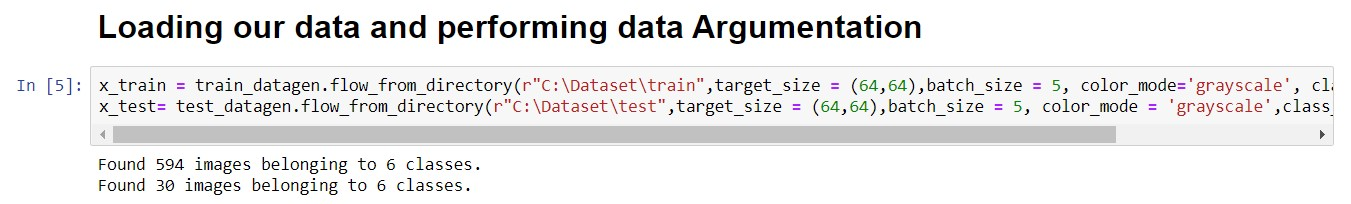 Loading our data and performing data Argumentation
In [5]: x_train = train_datagen.flow_from_directory(r"C:\Dataset\train",target_size = (64,64),batch_size = 5, color_mode='grayscale', cla
x_test= test_datagen.flow_from_directory(r"C:\Dataset\test",target_size = (64,64),batch_size = 5, color_mode = 'grayscale',class_
Found 594 images belonging to 6 classes.
Found 30 images belonging to 6 classes.